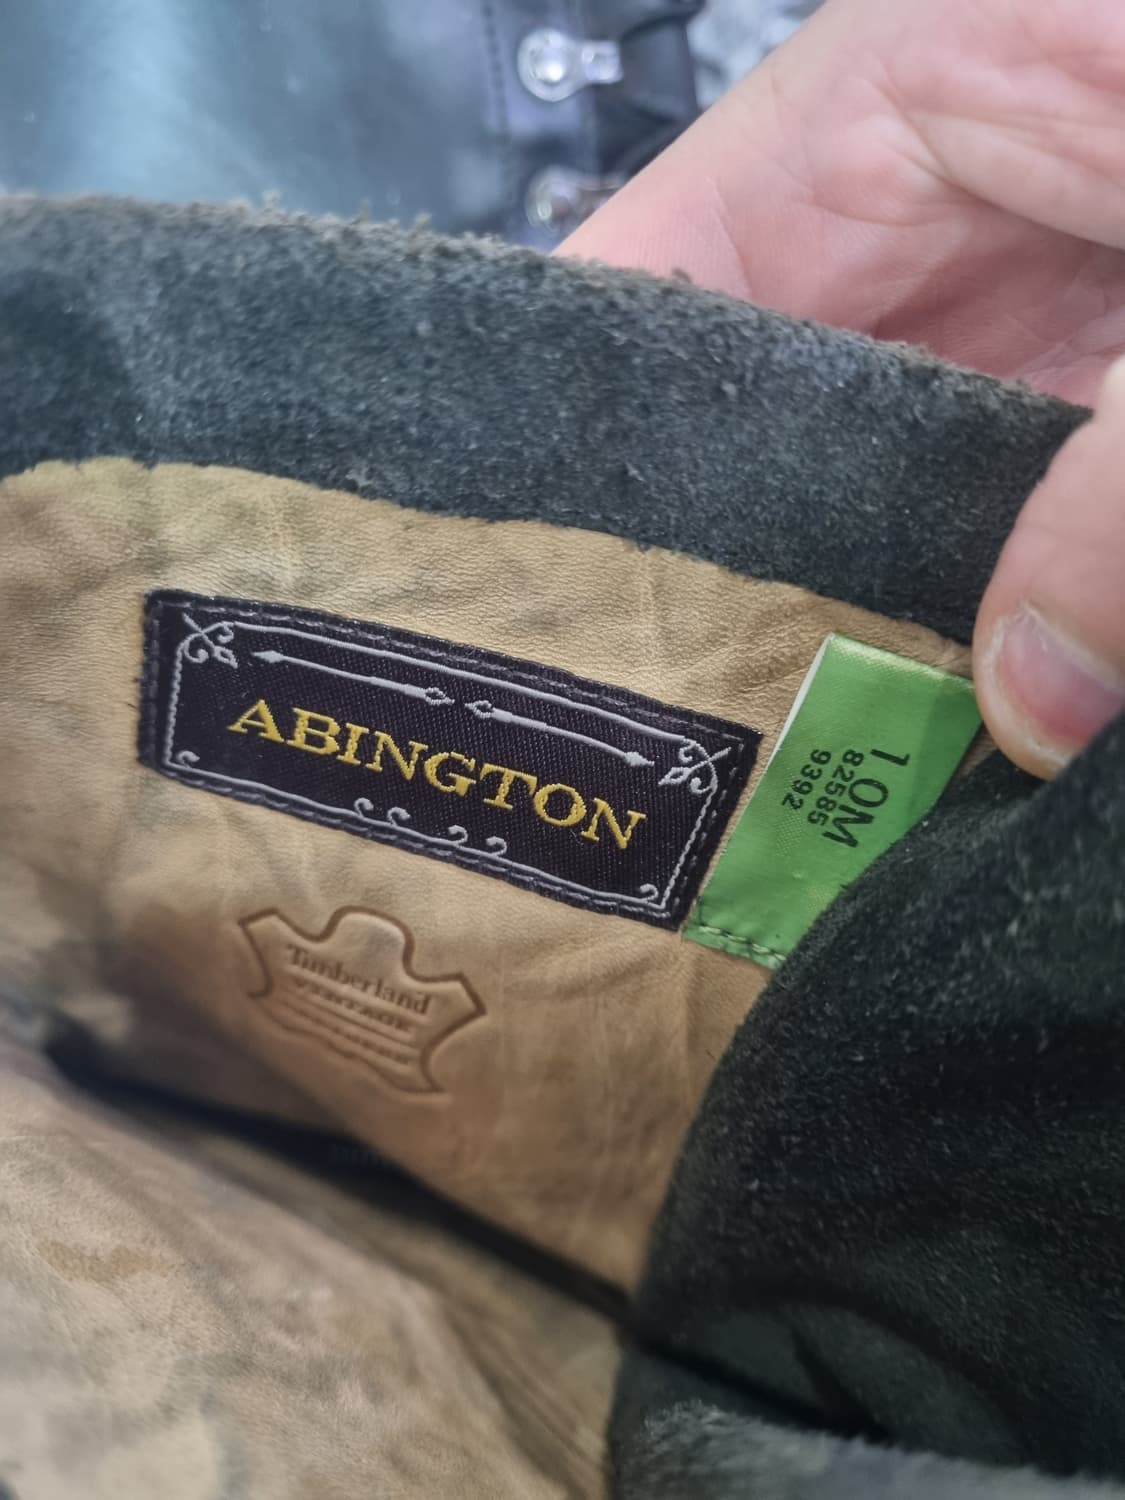 ABINGTON
10M
82585
9392
Timberland